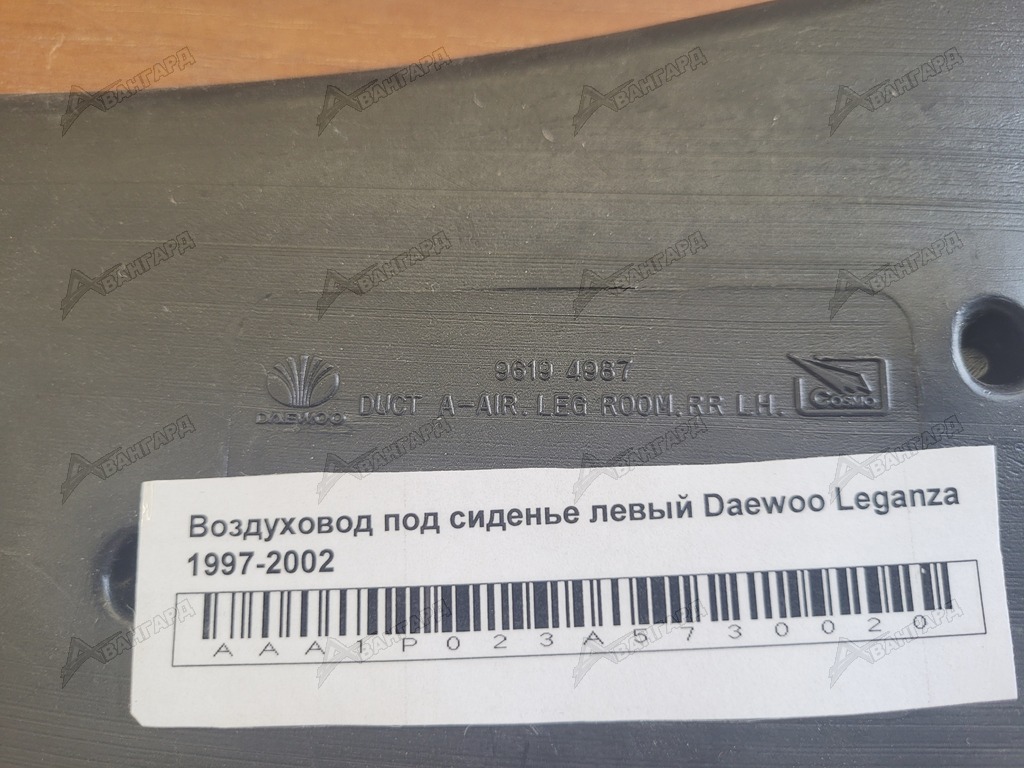 9619 4967
DAEWOO
DUCT A-AIR. LEG ROOM, RR LH.
COSMO
Воздуховод под сиденье левый Daewoo Leganza
1997-2002
AAA1P023A5730020
АВАНГАРД